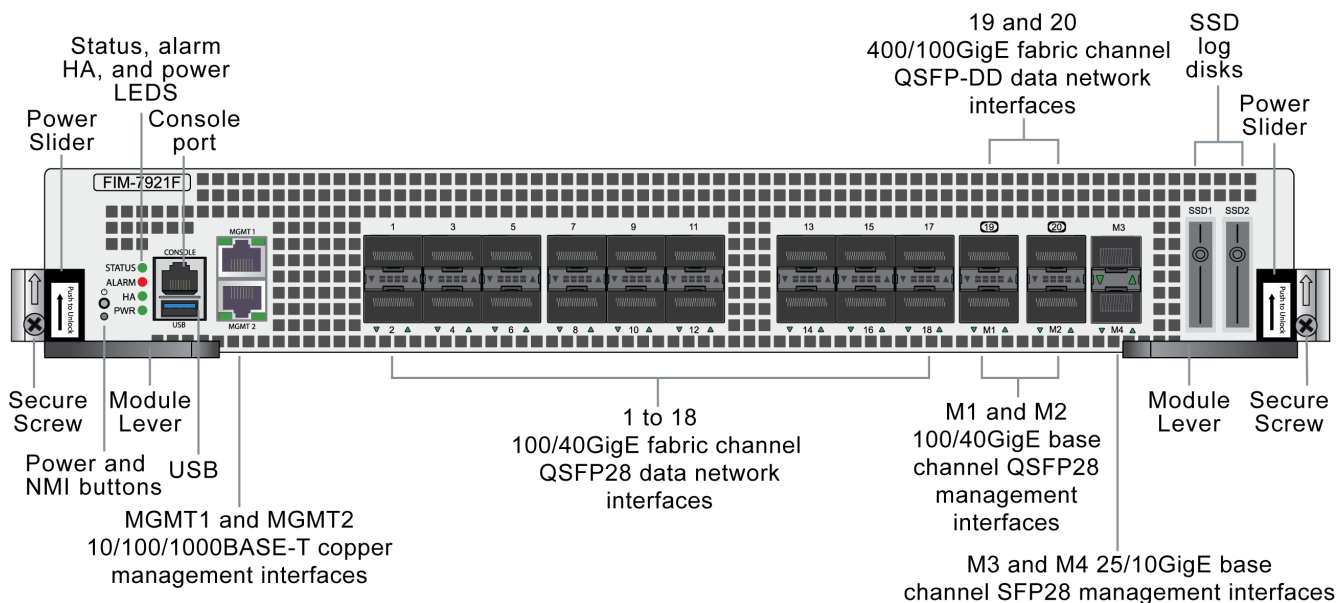 19 and 20
400/100GigE fabric channel
QSFP-DD data network
interfaces
SSD
log
disks
Status, alarm
HA, and power
LEDS
Power
Slider
Console
port
Power
Slider
FIM-7921F
STATUS
ALARM
HA
PWR
CONSOLE
USB
MGMT 1
MGMT 2
1 3 5 7 9 11 13 15 17 19 20 M3
2 4 6 8 10 12 14 16 18 M1 M2 M4
SSD1 SSD2
Push to Unlock
Push to Unlock
Secure
Screw
Module
Lever
Power and
NMI buttons
USB
MGMT1 and MGMT2
10/100/1000BASE-T copper
management interfaces
1 to 18
100/40GigE fabric channel
QSFP28 data network
interfaces
M1 and M2
100/40GigE base
channel QSFP28
management
interfaces
M3 and M4 25/10GigE base
channel SFP28 management interfaces
Module
Lever
Secure
Screw